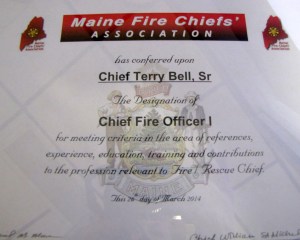 Maine Fire Chiefs'
ASSOCIATION
has conferred upon
Chief Terry Bell, Sr
The Designation of
Chief Fire Officer I
for meeting criteria in the area of references,
experience, education, training and contributions
to the profession relevant to Fire / Rescue Chief.
This day of March 2014